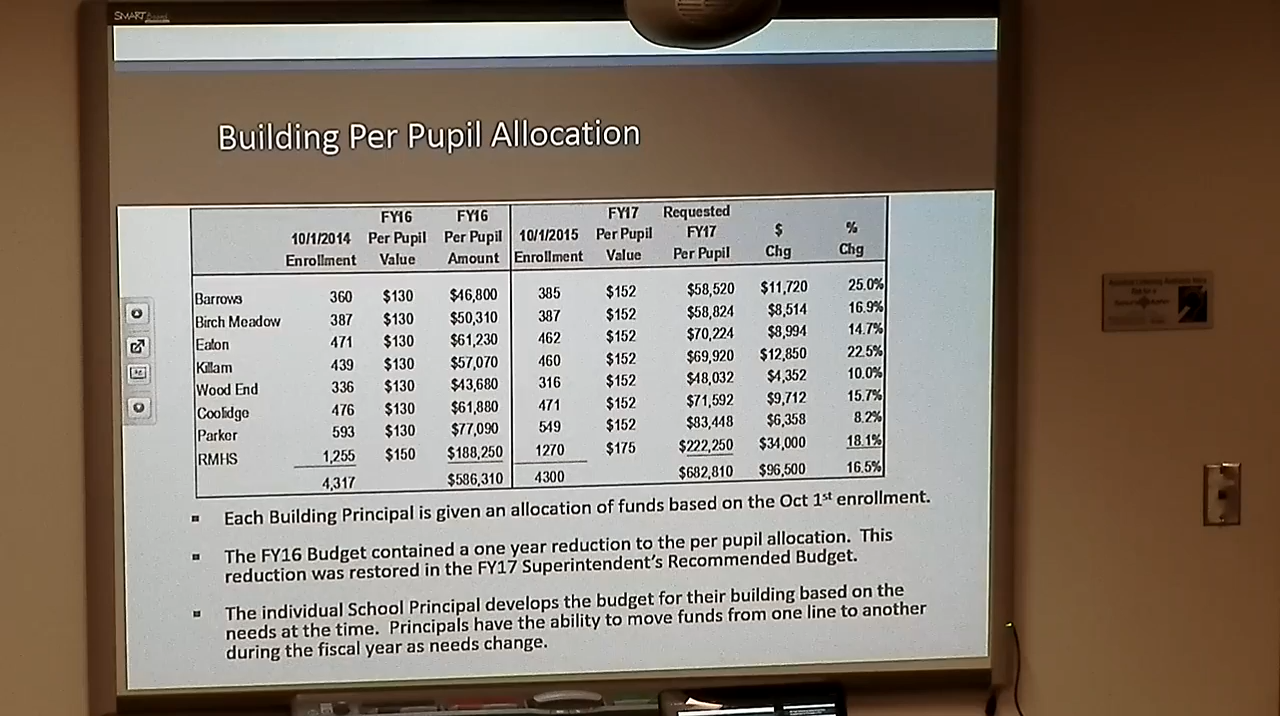 SMART Board
Building Per Pupil Allocation
FY16 FY16 FY17 Requested
10/1/2014 Per Pupil Per Pupil 10/1/2015 Per Pupil FY17 $ %
Enrollment Value Amount Enrollment Value Per Pupil Chg Chg
Barrows 360 $130 $46,800 385 $152 $58,520 $11,720 25.0%
Birch Meadow 387 $130 $50,310 387 $152 $58,824 $8,514 16.9%
Eaton 471 $130 $61,230 462 $152 $70,224 $8,994 14.7%
Killam 439 $130 $57,070 460 $152 $69,920 $12,850 22.5%
Wood End 336 $130 $43,680 316 $152 $48,032 $4,352 10.0%
Coolidge 476 $130 $61,880 471 $152 $71,592 $9,712 15.7%
Parker 593 $130 $77,090 549 $152 $83,448 $6,358 8.2%
RMHS 1,255 $150 $188,250 1270 $175 $222,250 $34,000 18.1%
4,317 $586,310 4300 $682,810 $96,500 16.5%
Each Building Principal is given an allocation of funds based on the Oct 1st enrollment.
The FY16 Budget contained a one year reduction to the per pupil allocation. This
reduction was restored in the FY17 Superintendent's Recommended Budget.
The individual School Principal develops the budget for their building based on the
needs at the time. Principals have the ability to move funds from one line to another
during the fiscal year as needs change.